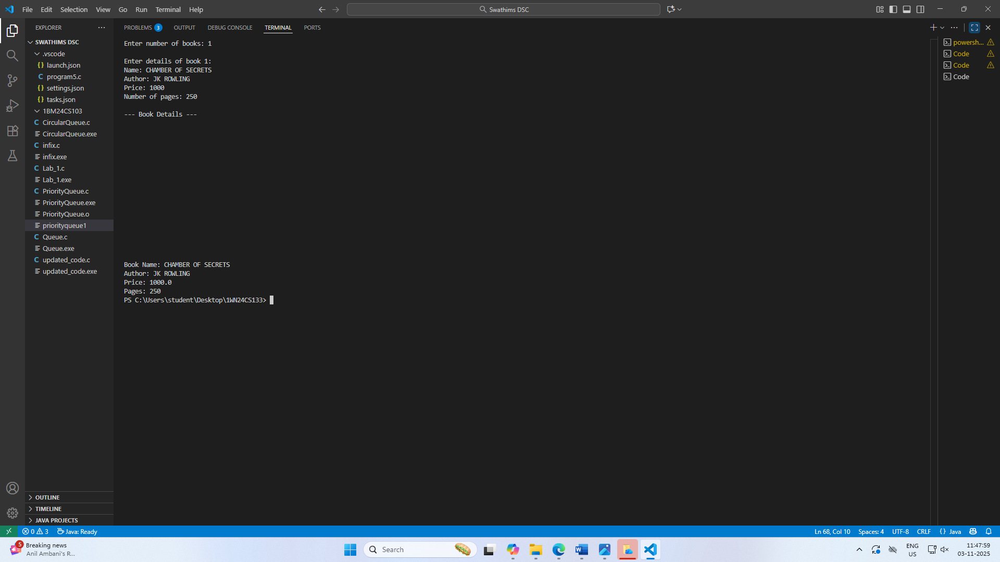 File Edit Selection View Go Run Terminal Help
Swathims DSC
EXPLORER
SWATHIMS DSC
.vscode
{} launch.json
C program5.c
{} settings.json
{} tasks.json
1BM24CS103
C CircularQueue.c
CircularQueue.exe
C infix.c
infix.exe
C Lab_1.c
Lab_1.exe
C PriorityQueue.c
PriorityQueue.exe
PriorityQueue.o
priorityqueue1
C Queue.c
Queue.exe
C updated_code.c
updated_code.exe
OUTLINE
TIMELINE
JAVA PROJECTS
PROBLEMS 3 OUTPUT DEBUG CONSOLE TERMINAL PORTS
Enter number of books: 1
Enter details of book 1:
Name: CHAMBER OF SECRETS
Author: JK ROWLING
Price: 1000
Number of pages: 250
--- Book Details ---
Book Name: CHAMBER OF SECRETS
Author: JK ROWLING
Price: 1000.0
Pages: 250
PS C:\Users\student\Desktop\1WN24CS133>
powersh...
Code
Code
Code
0 3 Java: Ready
Ln 68, Col 10 Spaces: 4 UTF-8 CRLF {} Java
5
Breaking news
Anil Ambani's R...
Search
ENG
US
11:47:59
03-11-2025